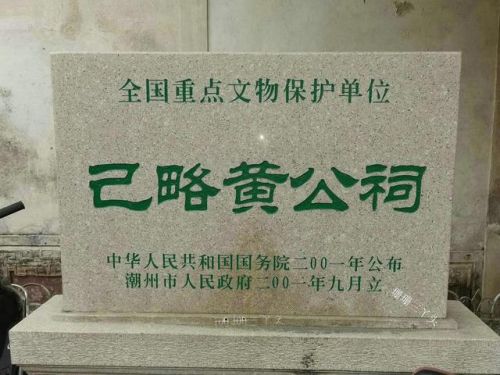 全国重点文物保护单位
己略黄公祠
中华人民共和国国务院二00一年公布
潮州市人民政府二00一年九月立